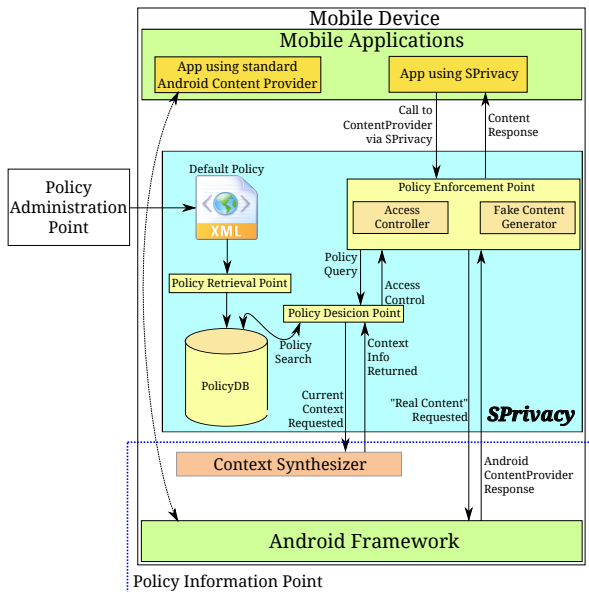 Mobile Device
Mobile Applications
App using standard
Android Content Provider
App using SPrivacy
Call to
ContentProvider
via SPrivacy
Content
Response
Policy
Administration
Point
Default Policy
XML
Policy Enforcement Point
Access
Controller
Fake Content
Generator
Policy
Query
Access
Control
Policy Retrieval Point
Policy Desicion Point
Policy
Search
Context
Info
Returned
PolicyDB
Current
Context
Requested
"Real Content"
Requested
SPrivacy
Context Synthesizer
Android
ContentProvider
Response
Android Framework
Policy Information Point